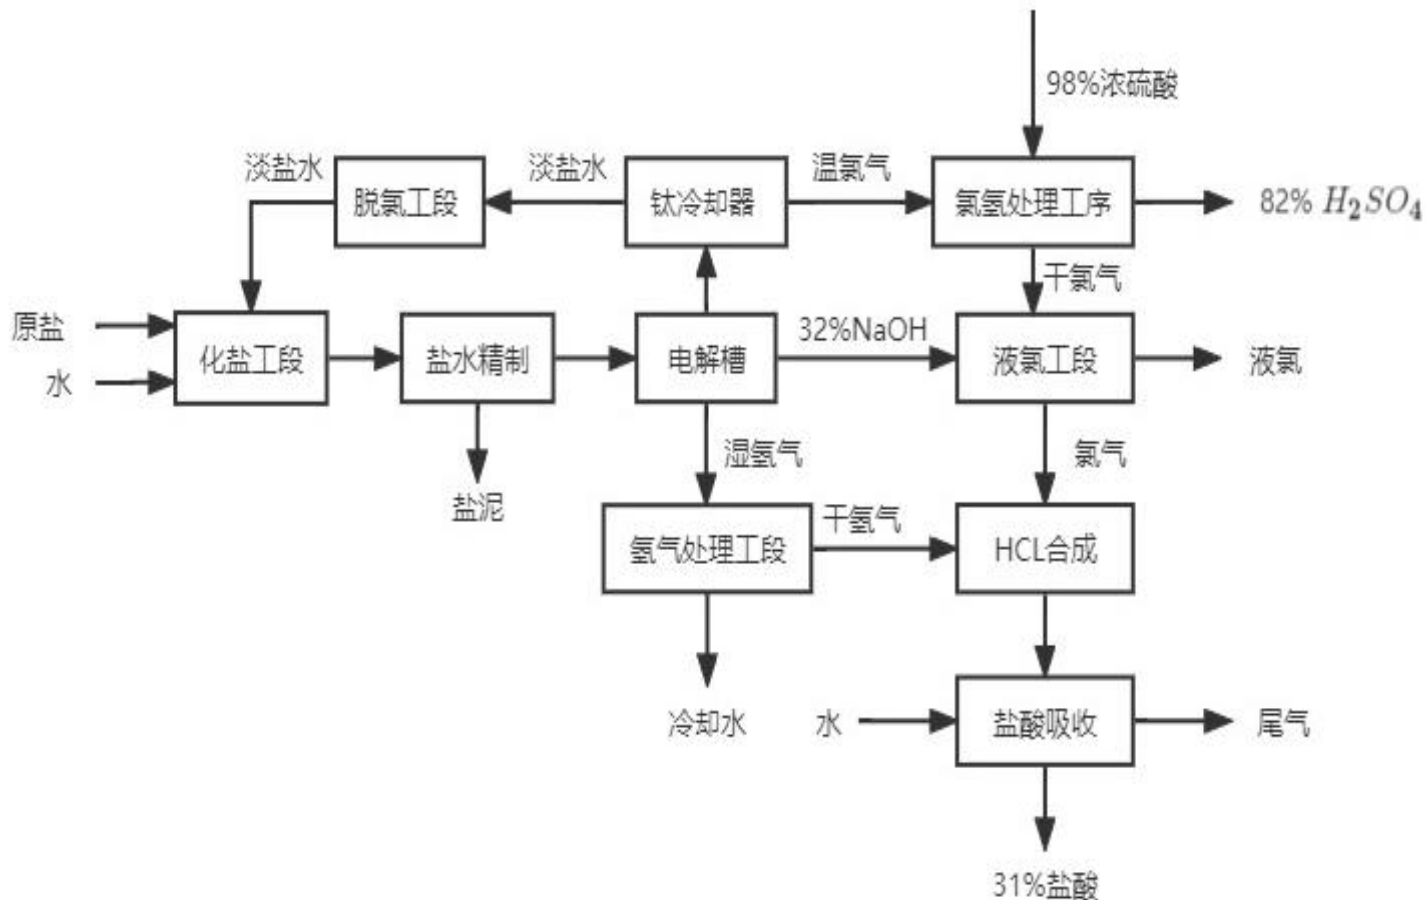 98%浓硫酸
淡盐水
淡盐水
温氯气
脱氯工段
钛冷却器
氯氢处理工序
82% H₂SO₄
干氯气
原盐
水
化盐工段
盐水精制
电解槽
32%NaOH
液氯工段
液氯
盐泥
湿氢气
氯气
氢气处理工段
干氢气
HCL合成
冷却水
水
盐酸吸收
尾气
31%盐酸